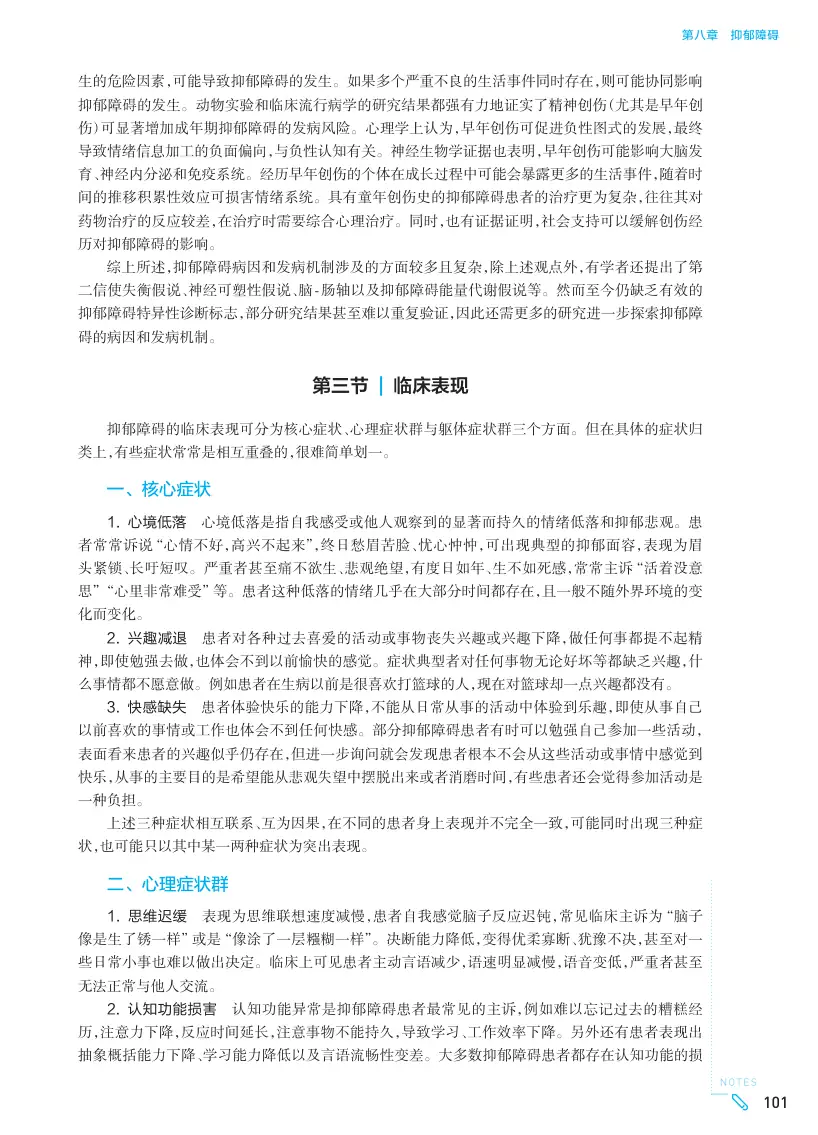 第八章 抑郁障碍
生的危险因素,可能导致抑郁障碍的发生。如果多个严重不良的生活事件同时存在,则可能协同影响
抑郁障碍的发生。动物实验和临床流行病学的研究结果都强有力地证实了精神创伤(尤其是早年创
伤)可显著增加成年期抑郁障碍的发病风险。心理学上认为,早年创伤可促进负性图式的发展,最终
导致情绪信息加工的负面偏向,与负性认知有关。神经生物学证据也表明,早年创伤可能影响大脑发
育、神经内分泌和免疫系统。经历早年创伤的个体在成长过程中可能会暴露更多的生活事件,随着时
间的推移积累性效应可损害情绪系统。具有童年创伤史的抑郁障碍患者的治疗更为复杂,往往其对
药物治疗的反应较差,在治疗时需要综合心理治疗。同时,也有证据证明,社会支持可以缓解创伤经
历对抑郁障碍的影响。
综上所述,抑郁障碍病因和发病机制涉及的方面较多且复杂,除上述观点外,有学者还提出了第
二信使失衡假说、神经可塑性假说、脑-肠轴以及抑郁障碍能量代谢假说等。然而至今仍缺乏有效的
抑郁障碍特异性诊断标志,部分研究结果甚至难以重复验证,因此还需更多的研究进一步探索抑郁障
碍的病因和发病机制。
第三节 | 临床表现
抑郁障碍的临床表现可分为核心症状、心理症状群与躯体症状群三个方面。但在具体的症状归
类上,有些症状常常是相互重叠的,很难简单划一。
一、核心症状
1. 心境低落 心境低落是指自我感受或他人观察到的显著而持久的情绪低落和抑郁悲观。患
者常常诉说“心情不好,高兴不起来”,终日愁眉苦脸、忧心忡忡,可出现典型的抑郁面容,表现为眉
头紧锁、长吁短叹。严重者甚至痛不欲生、悲观绝望,有度日如年、生不如死感,常常主诉“活着没意
思”“心里非常难受”等。患者这种低落的情绪几乎在大部分时间都存在,且一般不随外界环境的变
化而变化。
2. 兴趣减退 患者对各种过去喜爱的活动或事物丧失兴趣或兴趣下降,做任何事都提不起精
神,即使勉强去做,也体会不到以前愉快的感觉。症状典型者对任何事物无论好坏等都缺乏兴趣,什
么事情都不愿意做。例如患者在生病以前是很喜欢打篮球的人,现在对篮球却一点兴趣都没有。
3. 快感缺失 患者体验快乐的能力下降,不能从日常从事的活动中体验到乐趣,即使从事自己
以前喜欢的事情或工作也体会不到任何快感。部分抑郁障碍患者有时可以勉强自己参加一些活动,
表面看来患者的兴趣似乎仍存在,但进一步询问就会发现患者根本不会从这些活动或事情中感觉到
快乐,从事的主要目的是希望能从悲观失望中摆脱出来或者消磨时间,有些患者还会觉得参加活动是
一种负担。
上述三种症状相互联系、互为因果,在不同的患者身上表现并不完全一致,可能同时出现三种症
状,也可能只以其中某一两种症状为突出表现。
二、心理症状群
1. 思维迟缓 表现为思维联想速度减慢,患者自我感觉脑子反应迟钝,常见临床主诉为“脑子
像是生了锈一样”或是“像涂了一层糨糊一样”。决断能力降低,变得优柔寡断、犹豫不决,甚至对一
些日常小事也难以做出决定。临床上可见患者主动言语减少,语速明显减慢,语音变低,严重者甚至
无法正常与他人交流。
2. 认知功能损害 认知功能异常是抑郁障碍患者最常见的主诉,例如难以忘记过去的糟糕经
历,注意力下降,反应时间延长,注意事物不能持久,导致学习、工作效率下降。另外还有患者表现出
抽象概括能力下降、学习能力降低以及言语流畅性变差。大多数抑郁障碍患者都存在认知功能的损
NOTES
101